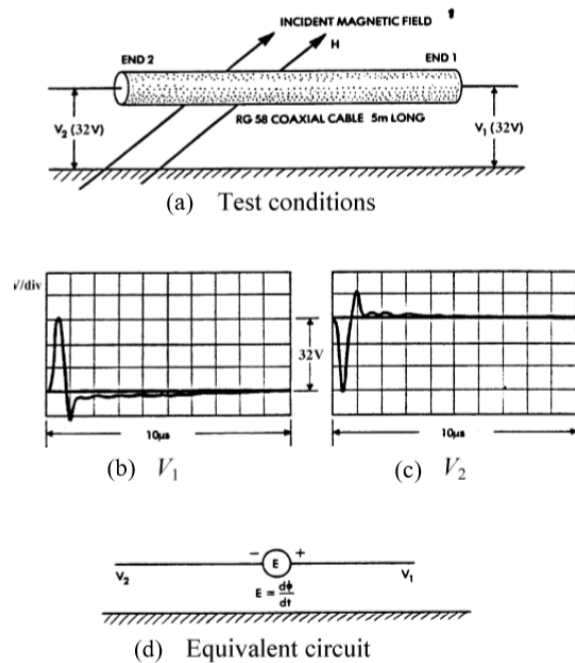 INCIDENT MAGNETIC FIELD
END 2
H
END 1
V₂ (32V)
RG 58 COAXIAL CABLE 5m LONG
V₁ (32V)
(a) Test conditions
V/div
32V
10μs
10μs
(b) V₁
(c) V₂
− E +
V₂
V₁
E = dϕ/dt
(d) Equivalent circuit